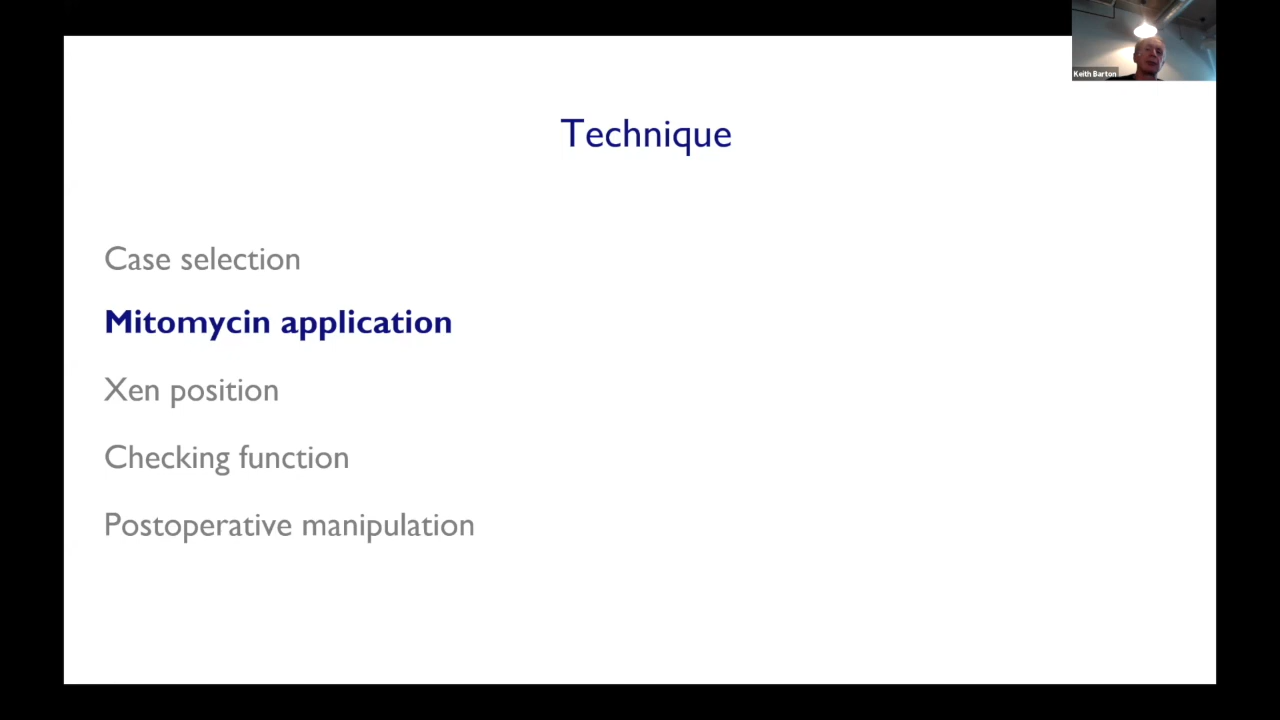 Keith Barton
Technique
Case selection
Mitomycin application
Xen position
Checking function
Postoperative manipulation